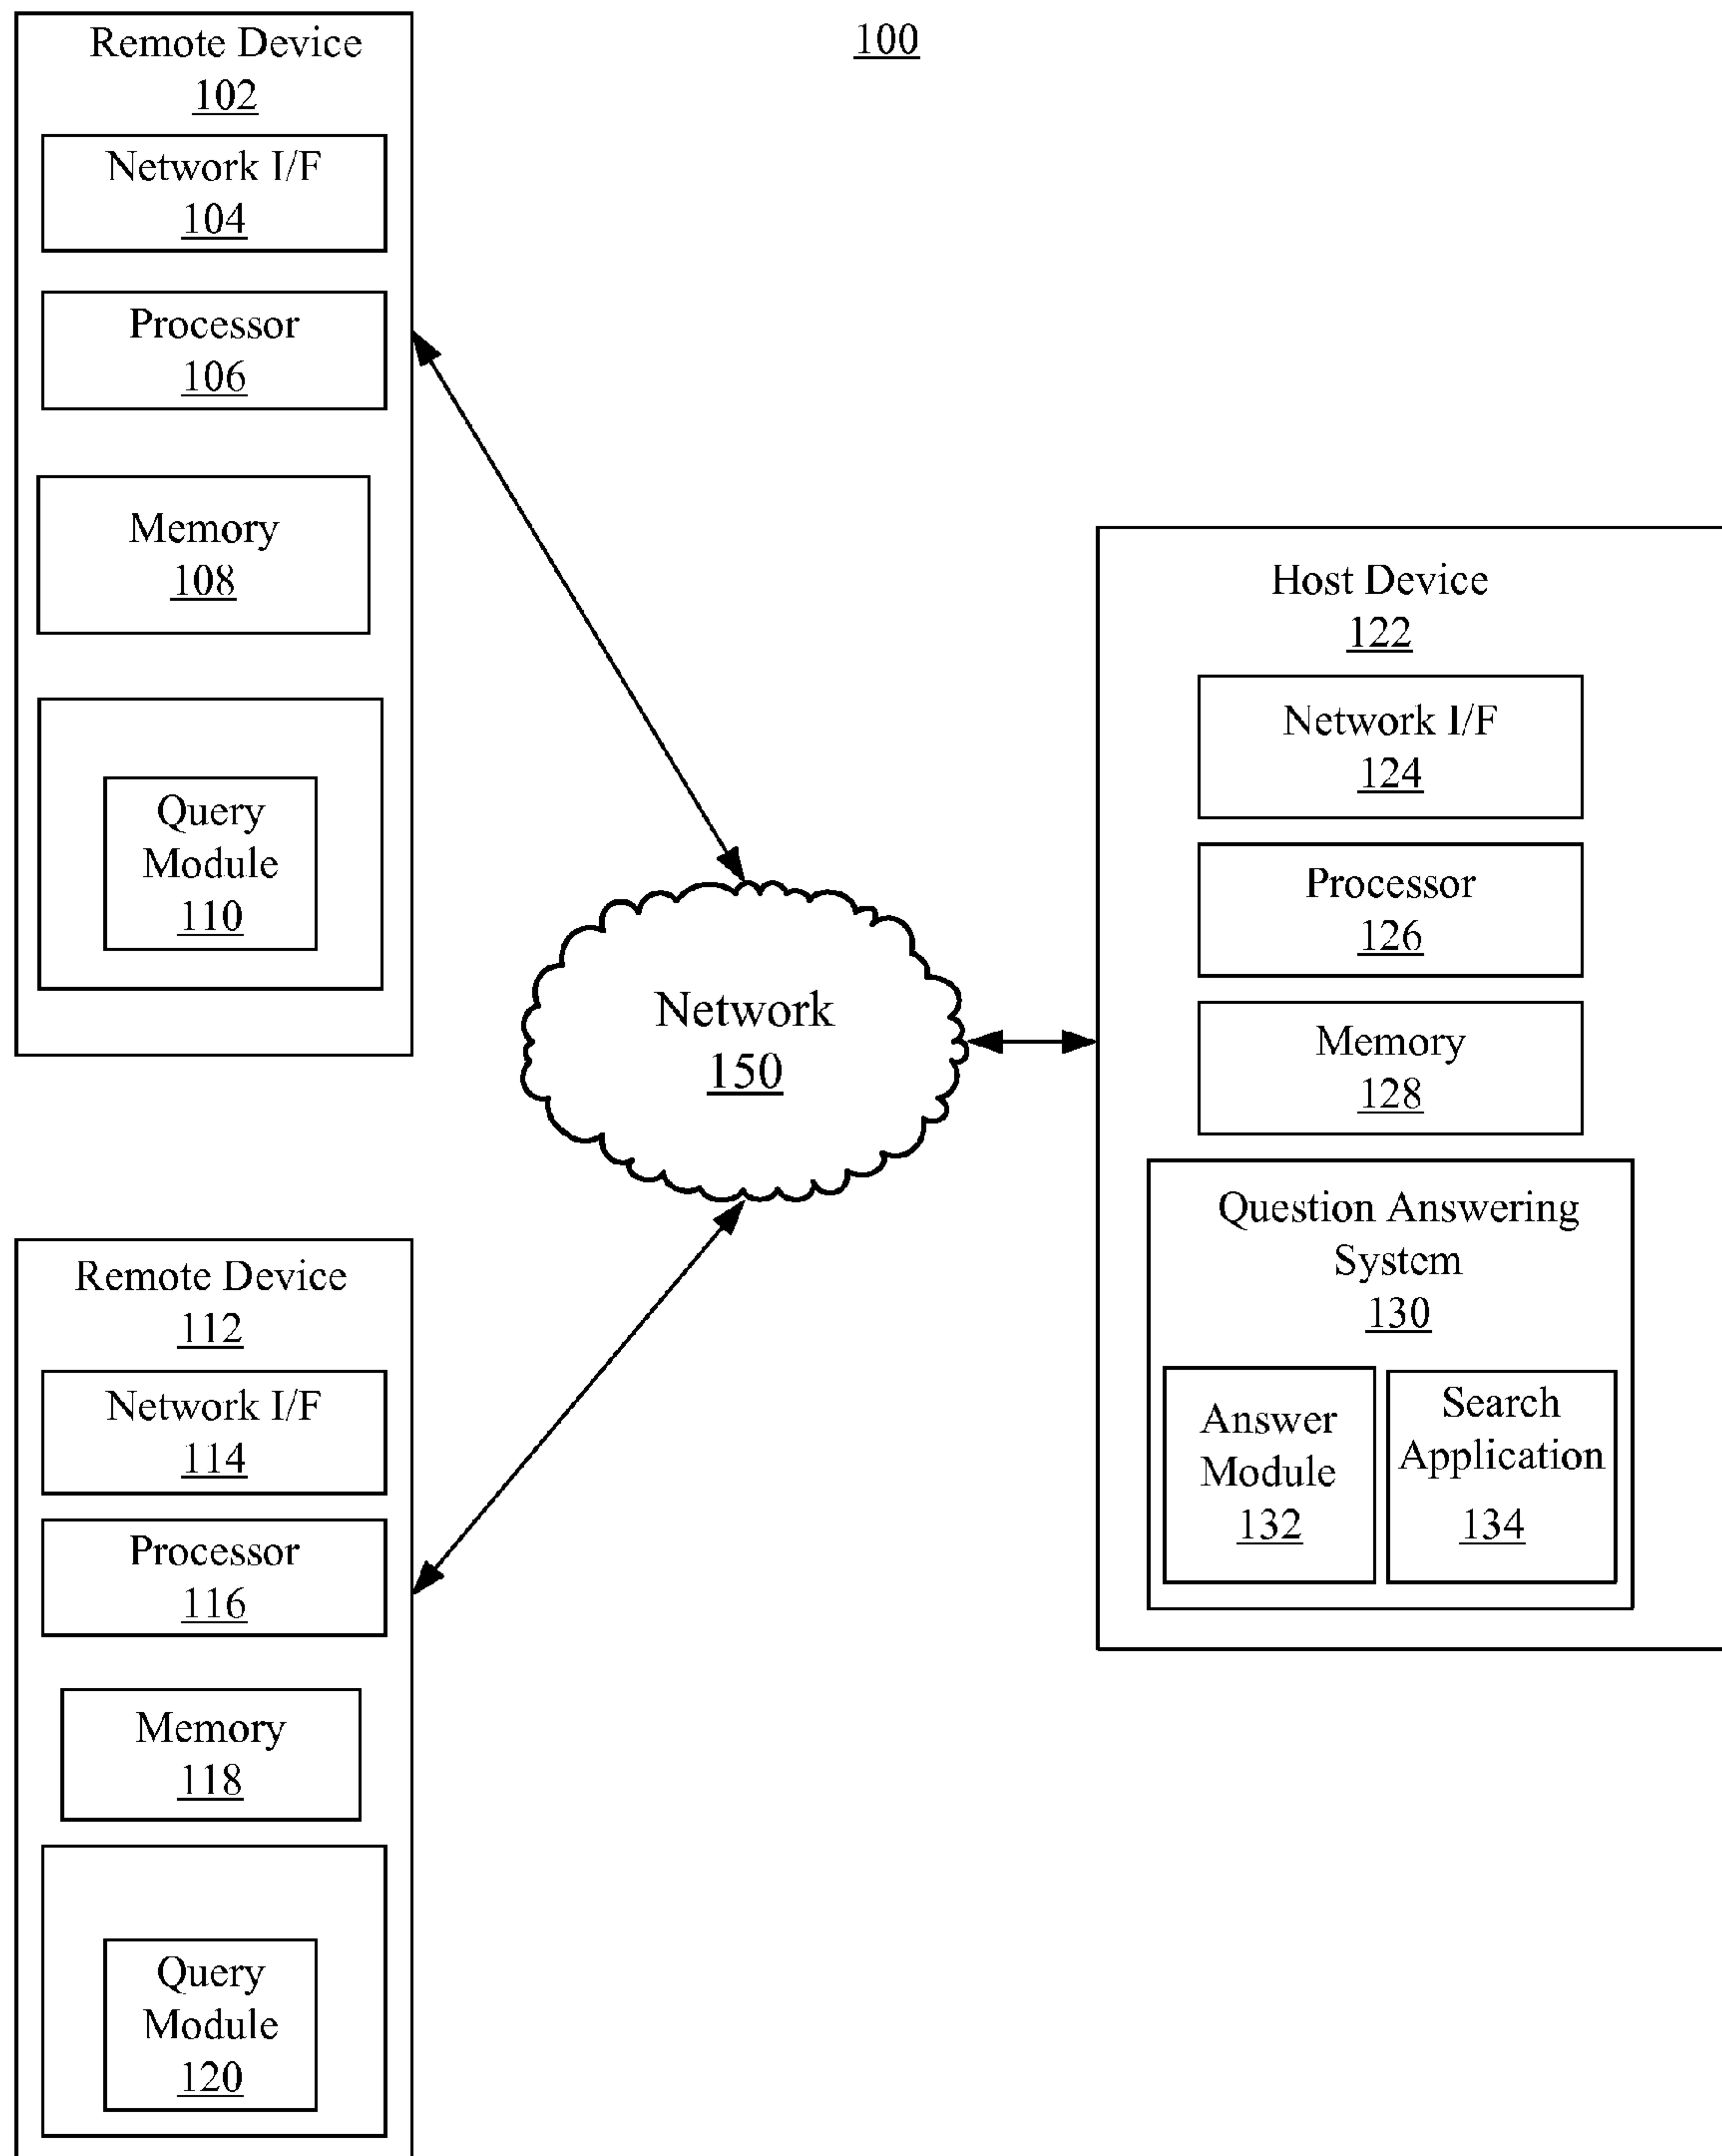 100
Remote Device
102
Network I/F
104
Processor
106
Memory
108
Query
Module
110
Network
150
Host Device
122
Network I/F
124
Processor
126
Memory
128
Question Answering
System
130
Answer
Module
132
Search
Application
134
Remote Device
112
Network I/F
114
Processor
116
Memory
118
Query
Module
120